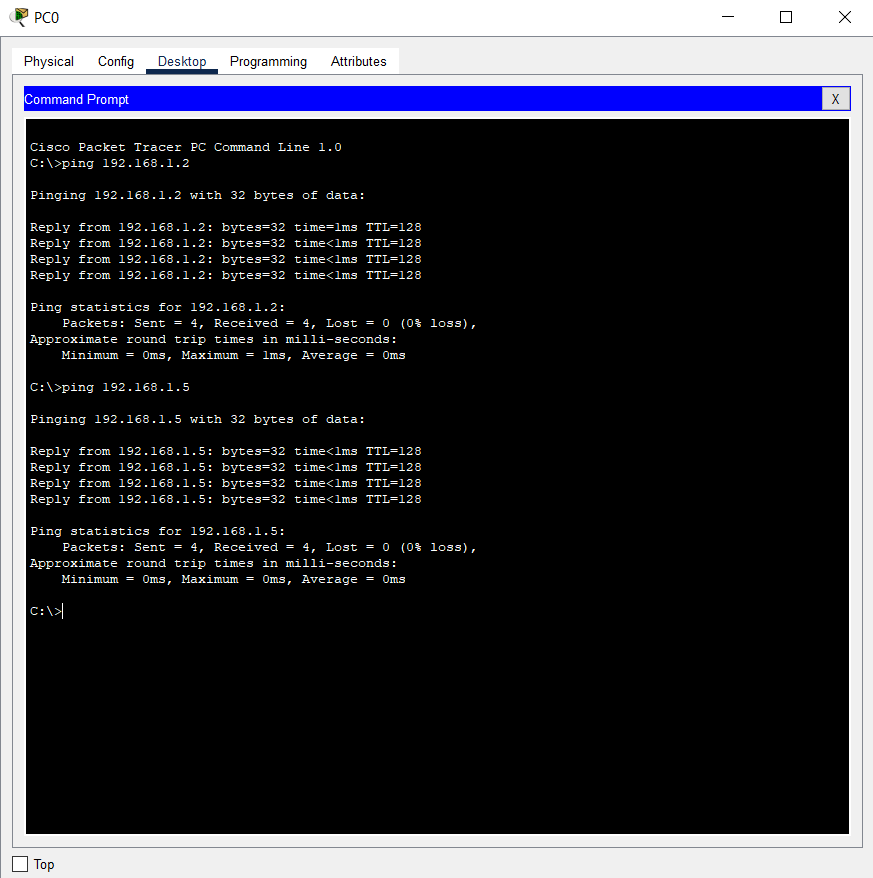 PC0
Physical Config Desktop Programming Attributes
Command Prompt X
Cisco Packet Tracer PC Command Line 1.0
C:\>ping 192.168.1.2
Pinging 192.168.1.2 with 32 bytes of data:
Reply from 192.168.1.2: bytes=32 time=1ms TTL=128
Reply from 192.168.1.2: bytes=32 time<1ms TTL=128
Reply from 192.168.1.2: bytes=32 time<1ms TTL=128
Reply from 192.168.1.2: bytes=32 time<1ms TTL=128
Ping statistics for 192.168.1.2:
    Packets: Sent = 4, Received = 4, Lost = 0 (0% loss),
Approximate round trip times in milli-seconds:
    Minimum = 0ms, Maximum = 1ms, Average = 0ms
C:\>ping 192.168.1.5
Pinging 192.168.1.5 with 32 bytes of data:
Reply from 192.168.1.5: bytes=32 time<1ms TTL=128
Reply from 192.168.1.5: bytes=32 time<1ms TTL=128
Reply from 192.168.1.5: bytes=32 time<1ms TTL=128
Reply from 192.168.1.5: bytes=32 time<1ms TTL=128
Ping statistics for 192.168.1.5:
    Packets: Sent = 4, Received = 4, Lost = 0 (0% loss),
Approximate round trip times in milli-seconds:
    Minimum = 0ms, Maximum = 0ms, Average = 0ms
C:\>
Top